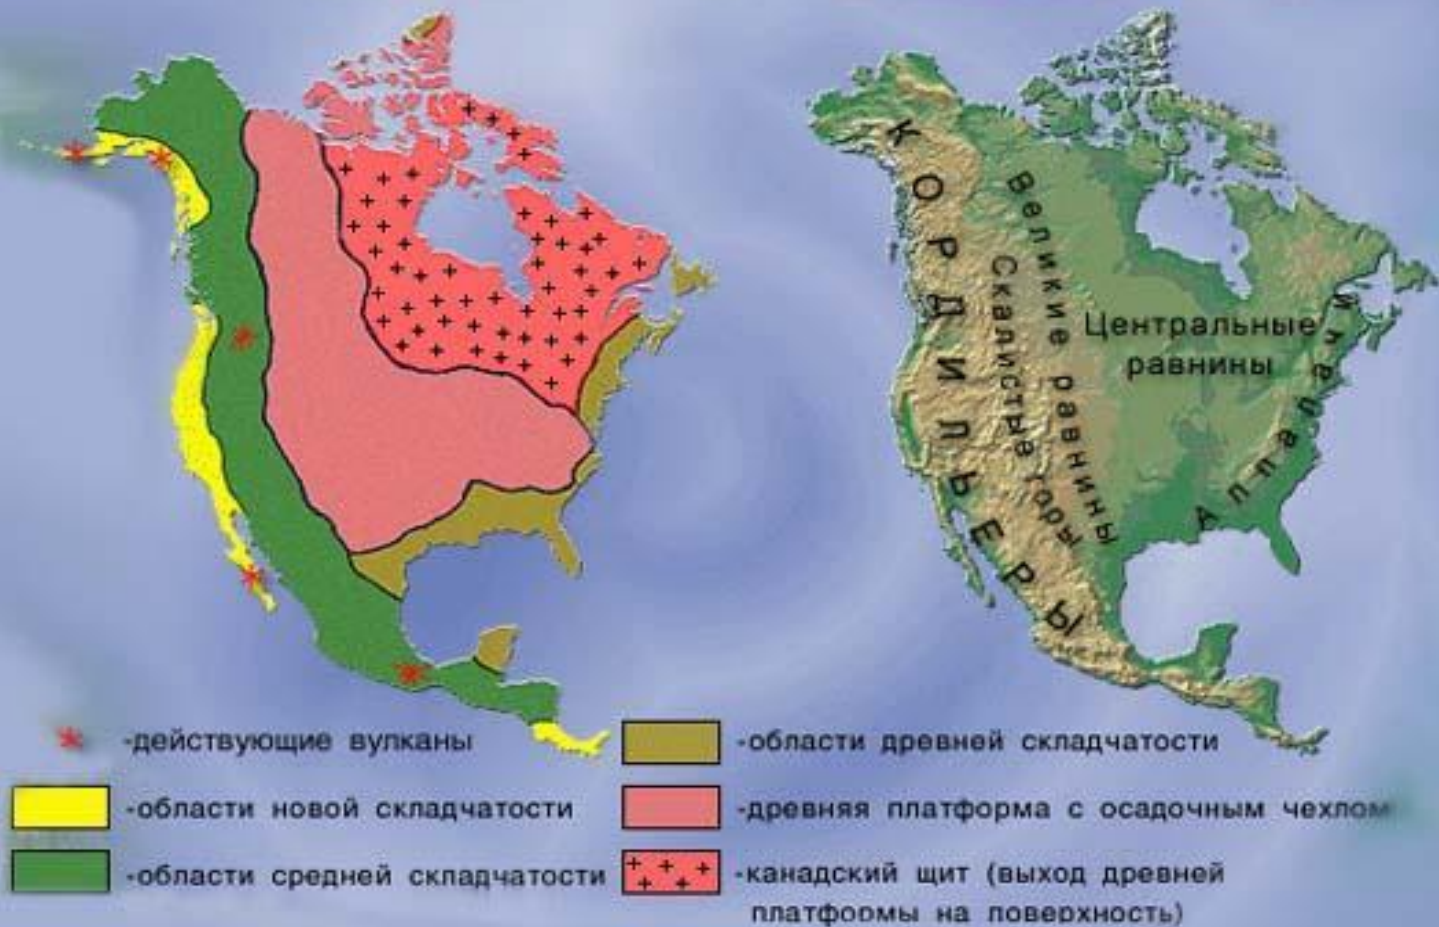 КОРДИЛЬЕРЫ
Скалистые горы
Великие равнины
Центральные
равнины
Аппалачи
-действующие вулканы
-области новой складчатости
-области средней складчатости
-области древней складчатости
-древняя платформа с осадочным чехлом
-канадский щит (выход древней
платформы на поверхность)